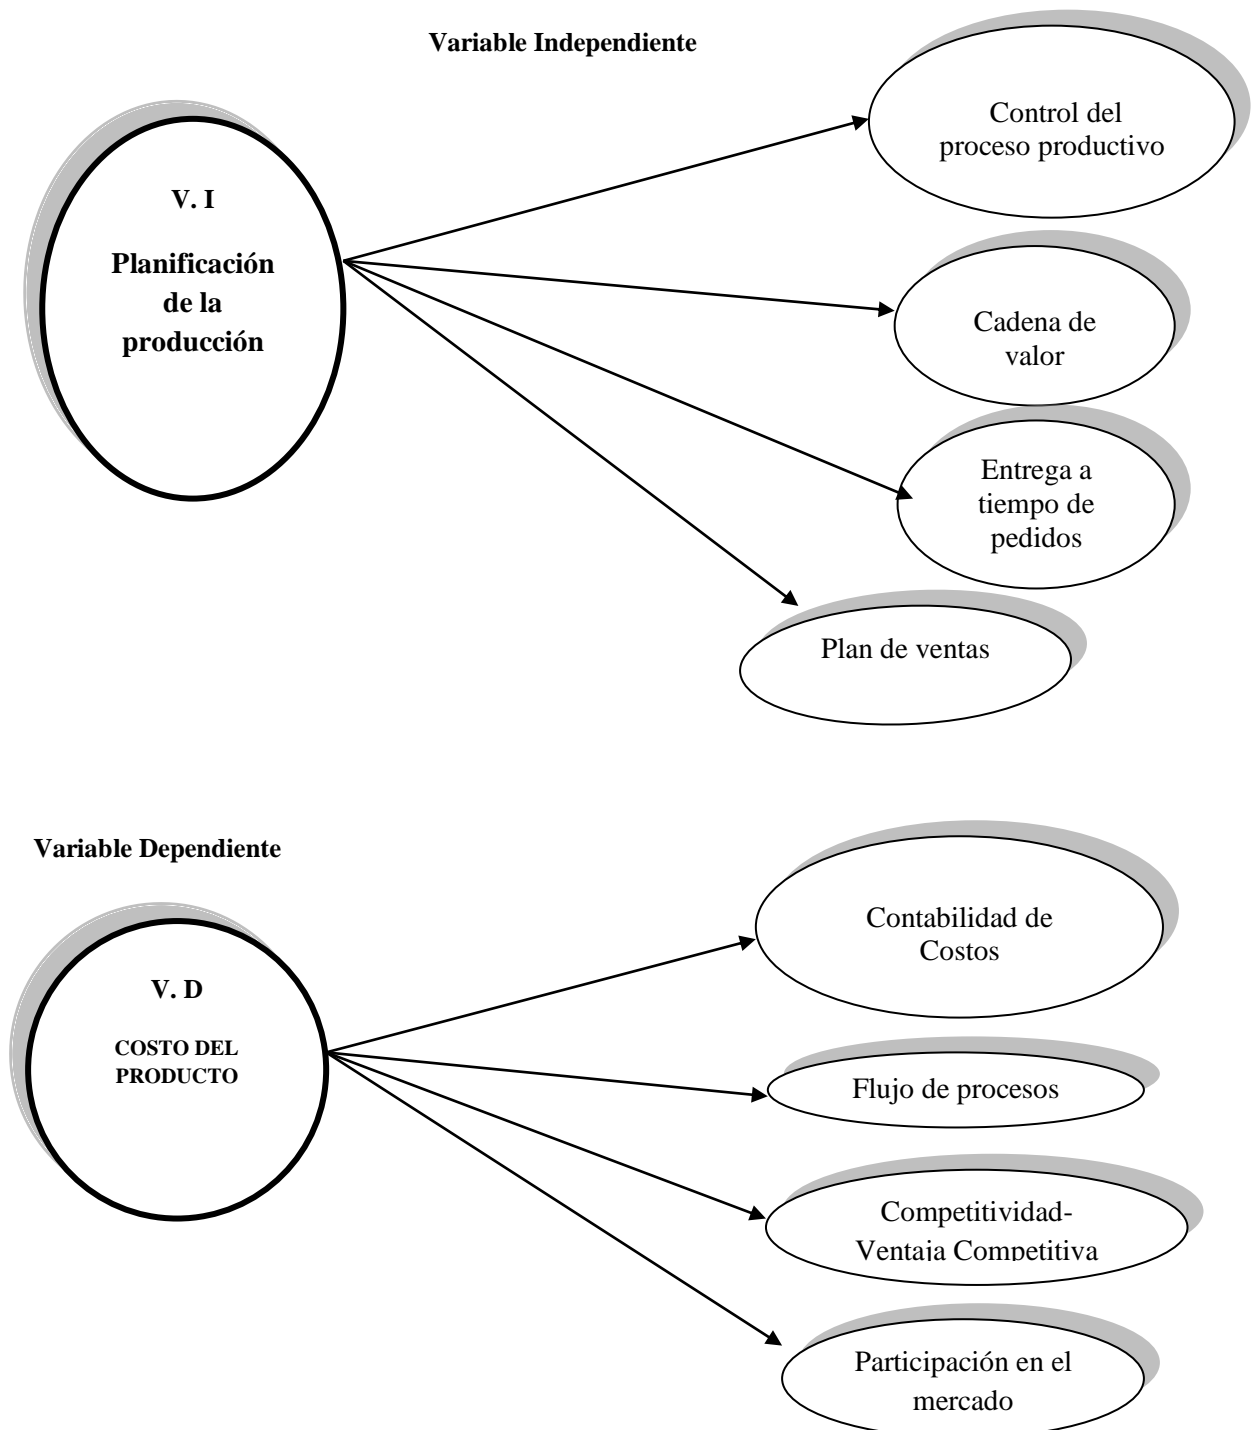 Variable Independiente
V. I
Planificación
de la
producción
Control del
proceso productivo
Cadena de
valor
Entrega a
tiempo de
pedidos
Plan de ventas
Variable Dependiente
V. D
COSTO DEL
PRODUCTO
Contabilidad de
Costos
Flujo de procesos
Competitividad-
Ventaja Competitiva
Participación en el
mercado